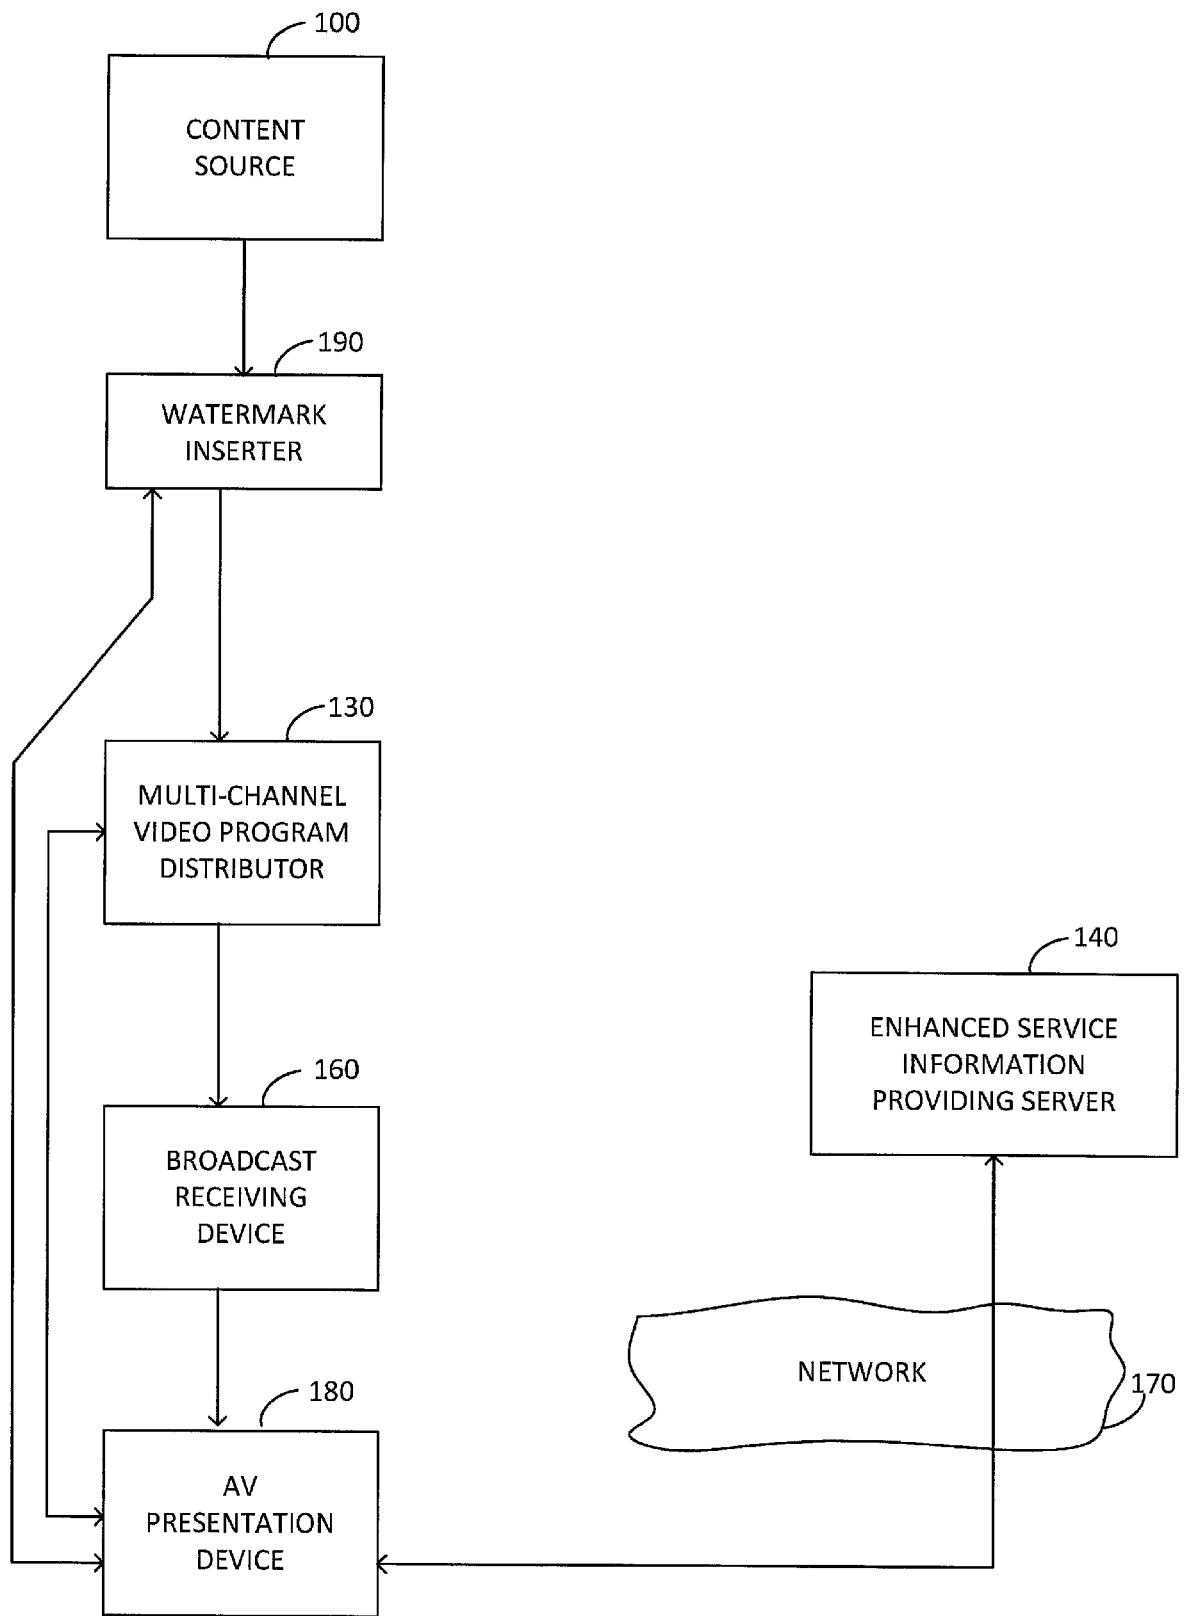 100
CONTENT
SOURCE
190
WATERMARK
INSERTER
130
MULTI-CHANNEL
VIDEO PROGRAM
DISTRIBUTOR
140
ENHANCED SERVICE
INFORMATION
PROVIDING SERVER
160
BROADCAST
RECEIVING
DEVICE
NETWORK
170
180
AV
PRESENTATION
DEVICE